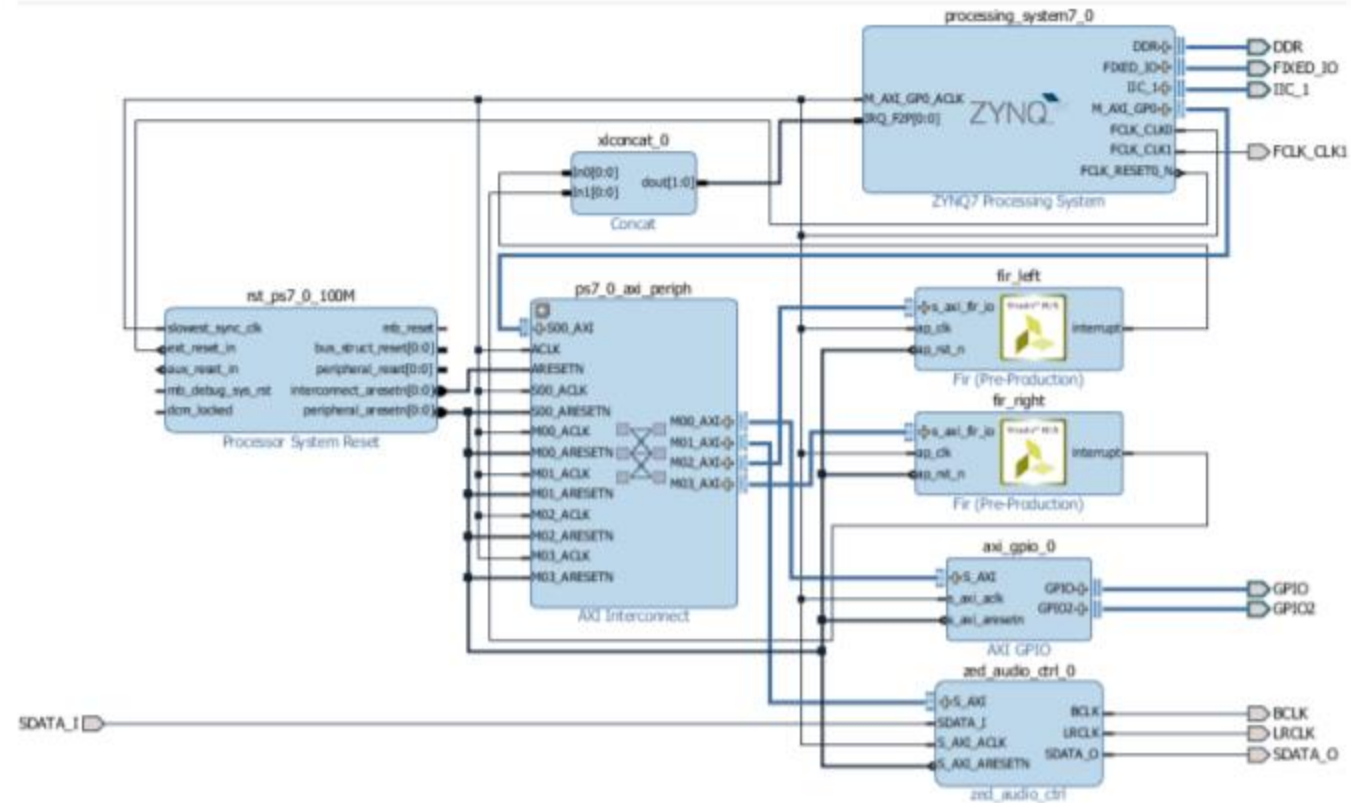 processing_system7_0
DDR
FIXED_IO
IIC_1
M_AXI_GP0
FCLK_CLK0
FCLK_CLK1
FCLK_RESET0_N
M_AXI_GP0_ACLK
IRQ_F2P[0:0]
ZYNQ
ZYNQ7 Processing System
DDR
FIXED_IO
IIC_1
FCLK_CLK1
xlconcat_0
In0[0:0]
In1[0:0]
dout[1:0]
Concat
rst_ps7_0_100M
slowest_sync_clk
ext_reset_in
aux_reset_in
mb_debug_sys_rst
dcm_locked
mb_reset
bus_struct_reset[0:0]
peripheral_reset[0:0]
interconnect_aresetn[0:0]
peripheral_aresetn[0:0]
Processor System Reset
ps7_0_axi_periph
S00_AXI
ACLK
ARESETN
S00_ACLK
S00_ARESETN
M00_ACLK
M00_ARESETN
M01_ACLK
M01_ARESETN
M02_ACLK
M02_ARESETN
M03_ACLK
M03_ARESETN
M00_AXI
M01_AXI
M02_AXI
M03_AXI
AXI Interconnect
fir_left
s_axi_fir_io
ap_clk
ap_rst_n
interrupt
Fir (Pre-Production)
fir_right
s_axi_fir_io
ap_clk
ap_rst_n
interrupt
Fir (Pre-Production)
axi_gpio_0
S_AXI
s_axi_aclk
s_axi_aresetn
GPIO
GPIO2
AXI GPIO
GPIO
GPIO2
zed_audio_ctrl_0
S_AXI
SDATA_I
S_AXI_ACLK
S_AXI_ARESETN
BCLK
LRCLK
SDATA_O
zed_audio_ctrl
SDATA_I
BCLK
LRCLK
SDATA_O